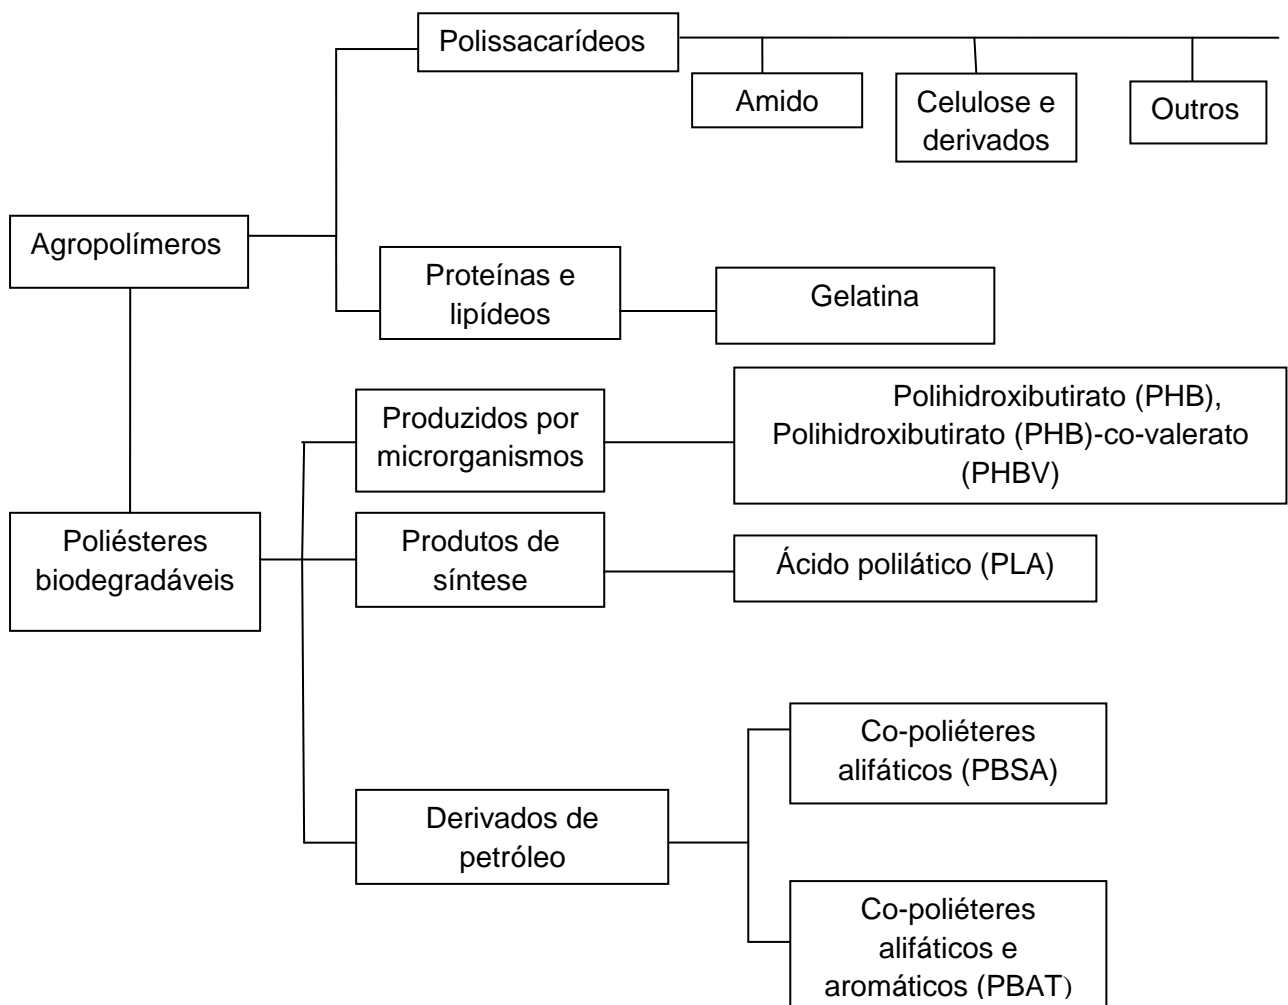 Polissacarídeos
Amido
Celulose e
derivados
Outros
Agropolímeros
Proteínas e
lipídeos
Gelatina
Produzidos por
microrganismos
Polihidroxibutirato (PHB),
Polihidroxibutirato (PHB)-co-valerato
(PHBV)
Poliésteres
biodegradáveis
Produtos de
síntese
Ácido polilático (PLA)
Derivados de
petróleo
Co-poliéteres
alifáticos (PBSA)
Co-poliéteres
alifáticos e
aromáticos (PBAT)